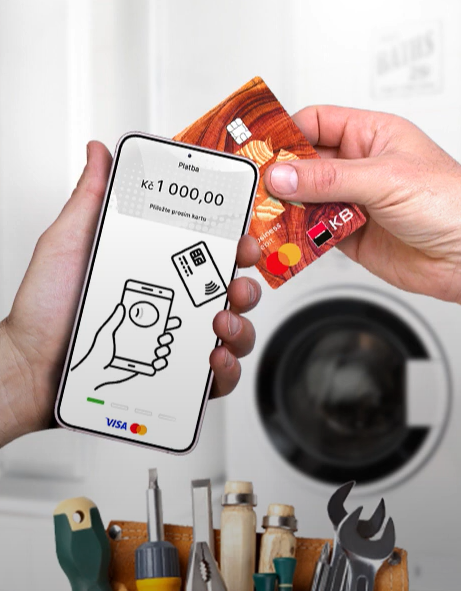 Platba
Kč 1 000,00
Přiložte prosím kartu
VISA
KB